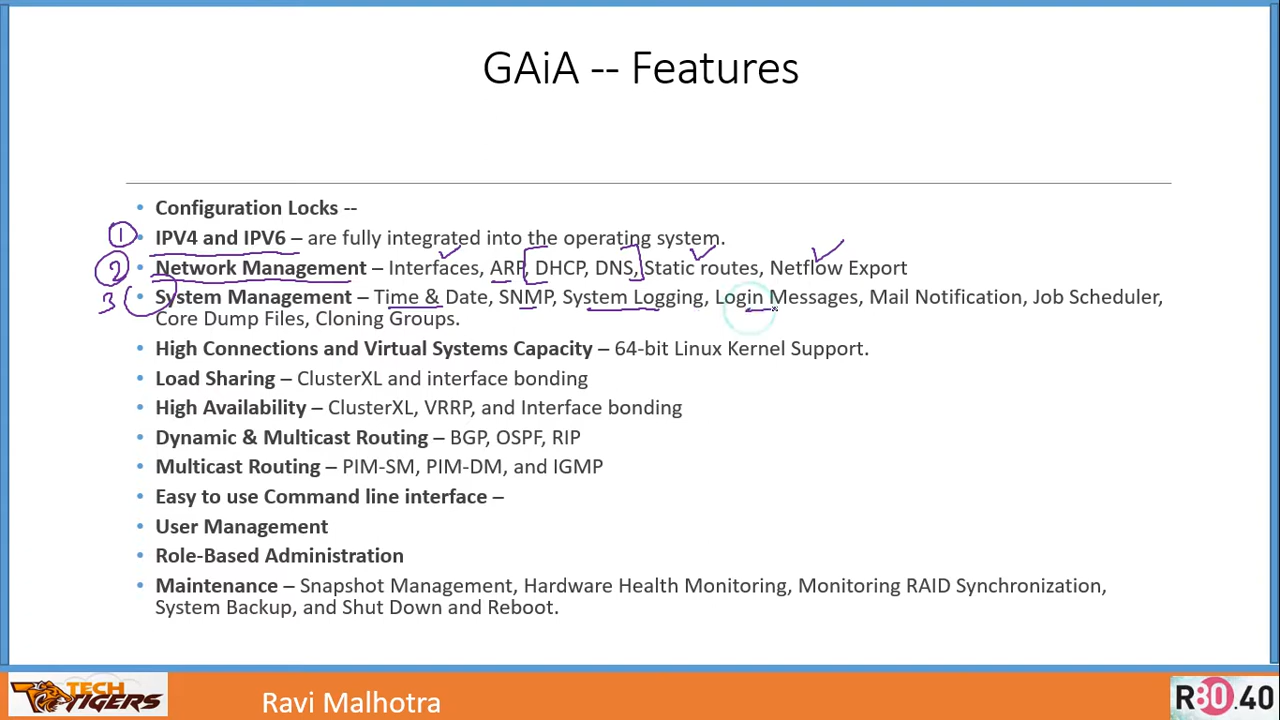 GAiA -- Features
• Configuration Locks --
1 • IPV4 and IPV6 – are fully integrated into the operating system.
2 • Network Management – Interfaces, ARP, DHCP, DNS, Static routes, Netflow Export
3 • System Management – Time & Date, SNMP, System Logging, Login Messages, Mail Notification, Job Scheduler,
Core Dump Files, Cloning Groups.
• High Connections and Virtual Systems Capacity – 64-bit Linux Kernel Support.
• Load Sharing – ClusterXL and interface bonding
• High Availability – ClusterXL, VRRP, and Interface bonding
• Dynamic & Multicast Routing – BGP, OSPF, RIP
• Multicast Routing – PIM-SM, PIM-DM, and IGMP
• Easy to use Command line interface –
• User Management
• Role-Based Administration
• Maintenance – Snapshot Management, Hardware Health Monitoring, Monitoring RAID Synchronization,
System Backup, and Shut Down and Reboot.
TECH
TIGERS
Ravi Malhotra
R80.40